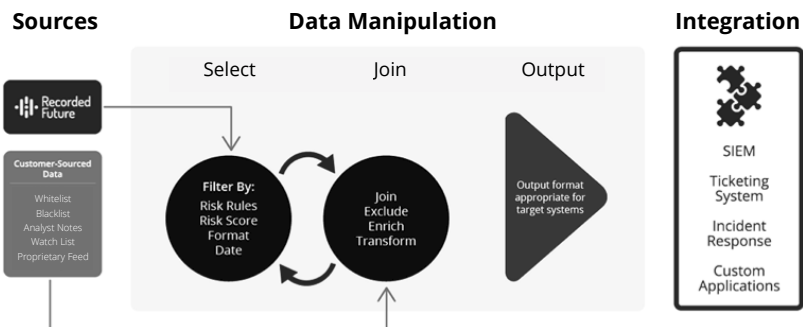 Sources
Data Manipulation
Integration
Select
Join
Output
Recorded
Future
Customer-Sourced
Data
Whitelist
Blacklist
Analyst Notes
Watch List
Proprietary Feed
Filter By:
Risk Rules
Risk Score
Format
Date
Join
Exclude
Enrich
Transform
Output format
appropriate for
target systems
SIEM
Ticketing
System
Incident
Response
Custom
Applications